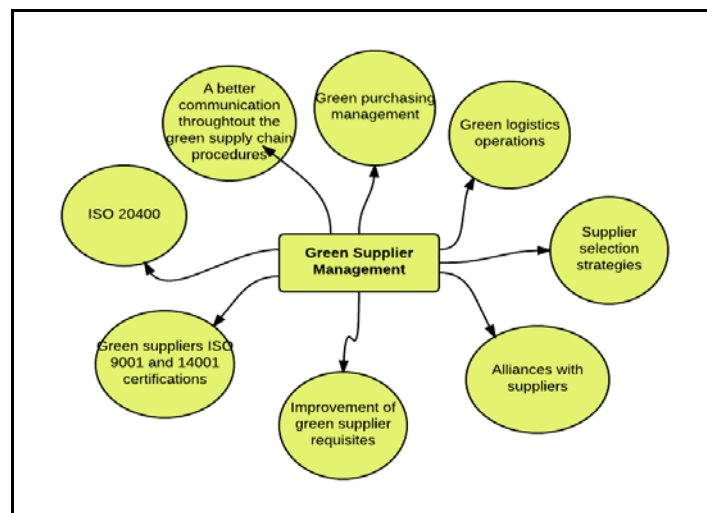 A better
communication
throughtout the
green supply chain
procedures
Green purchasing
management
Green logistics
operations
ISO 20400
Supplier
selection
strategies
Green Supplier
Management
Green suppliers ISO
9001 and 14001
certifications
Alliances with
suppliers
Improvement of
green supplier
requisites